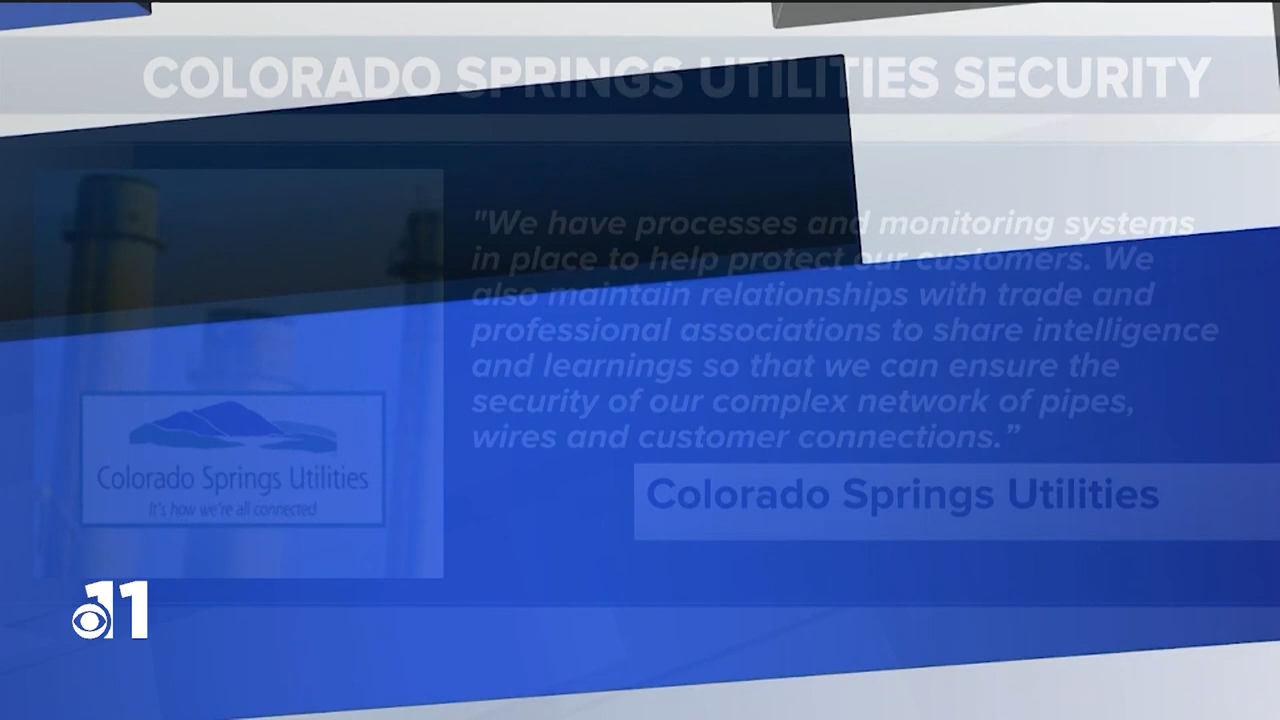 COLORADO SPRINGS UTILITIES SECURITY
"We have processes and monitoring systems
in place to help protect our customers. We
also maintain relationships with trade and
professional associations to share intelligence
and learnings so that we can ensure the
security of our complex network of pipes,
wires and customer connections.”
Colorado Springs Utilities
Colorado Springs Utilities
It's how we're all connected
11